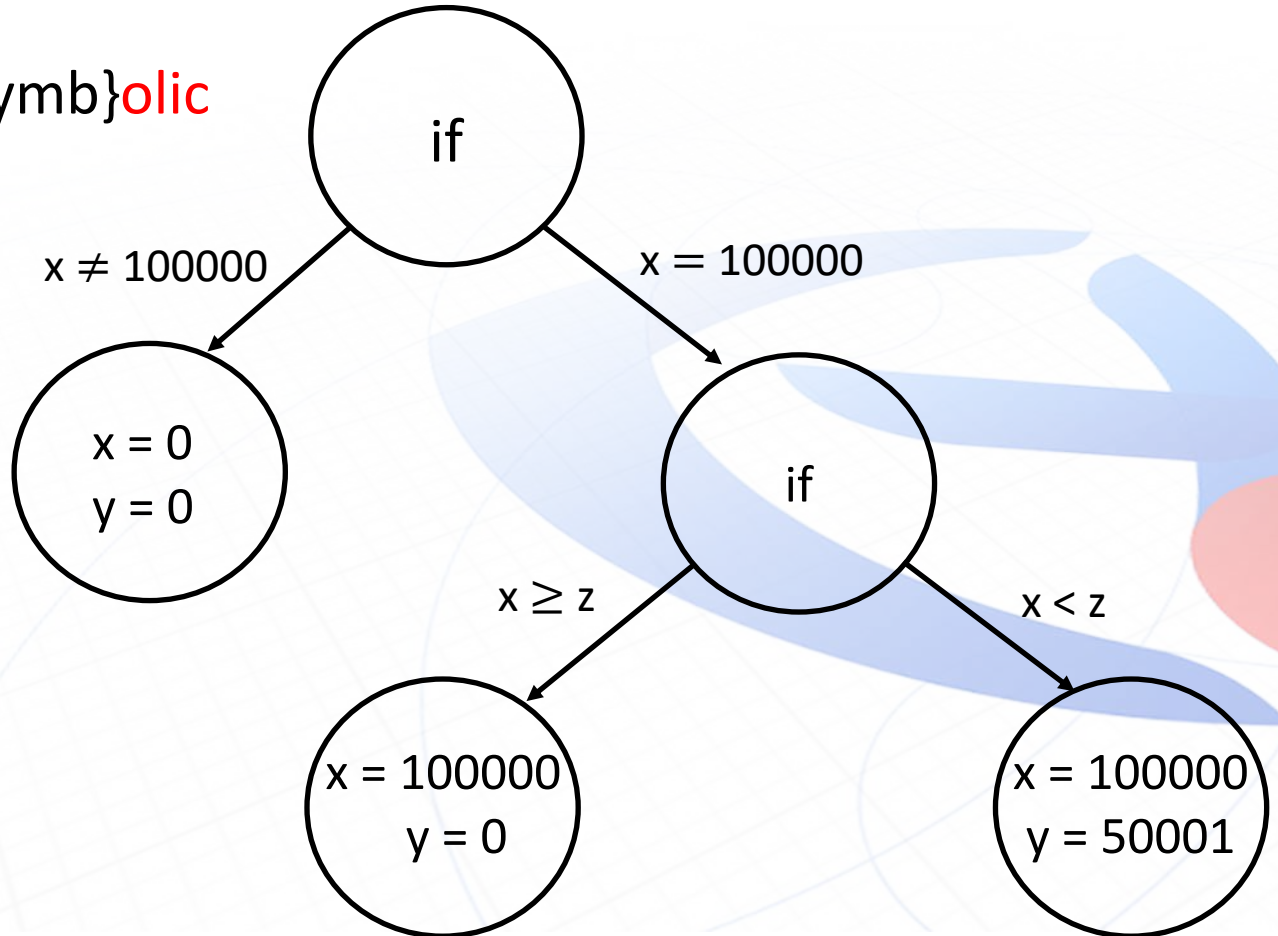 ymb}olic
if
x ≠ 100000
x = 100000
x = 0
y = 0
if
x ≥ z
x < z
x = 100000
y = 0
x = 100000
y = 50001